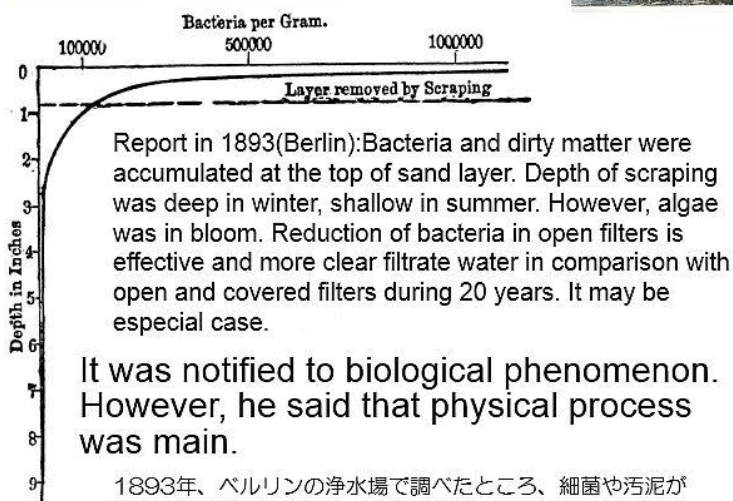 Bacteria per Gram.
100000 500000 1000000
0
Layer removed by Scraping
1
Report in 1893(Berlin):Bacteria and dirty matter were
accumulated at the top of sand layer. Depth of scraping
was deep in winter, shallow in summer. However, algae
was in bloom. Reduction of bacteria in open filters is
effective and more clear filtrate water in comparison with
open and covered filters during 20 years. It may be
especial case.
2
3
4
5
6
7
8
9
Depth in Inches
It was notified to biological phenomenon.
However, he said that physical process
was main.
1893年、ベルリンの浄水場で調べたところ、細菌や汚泥が